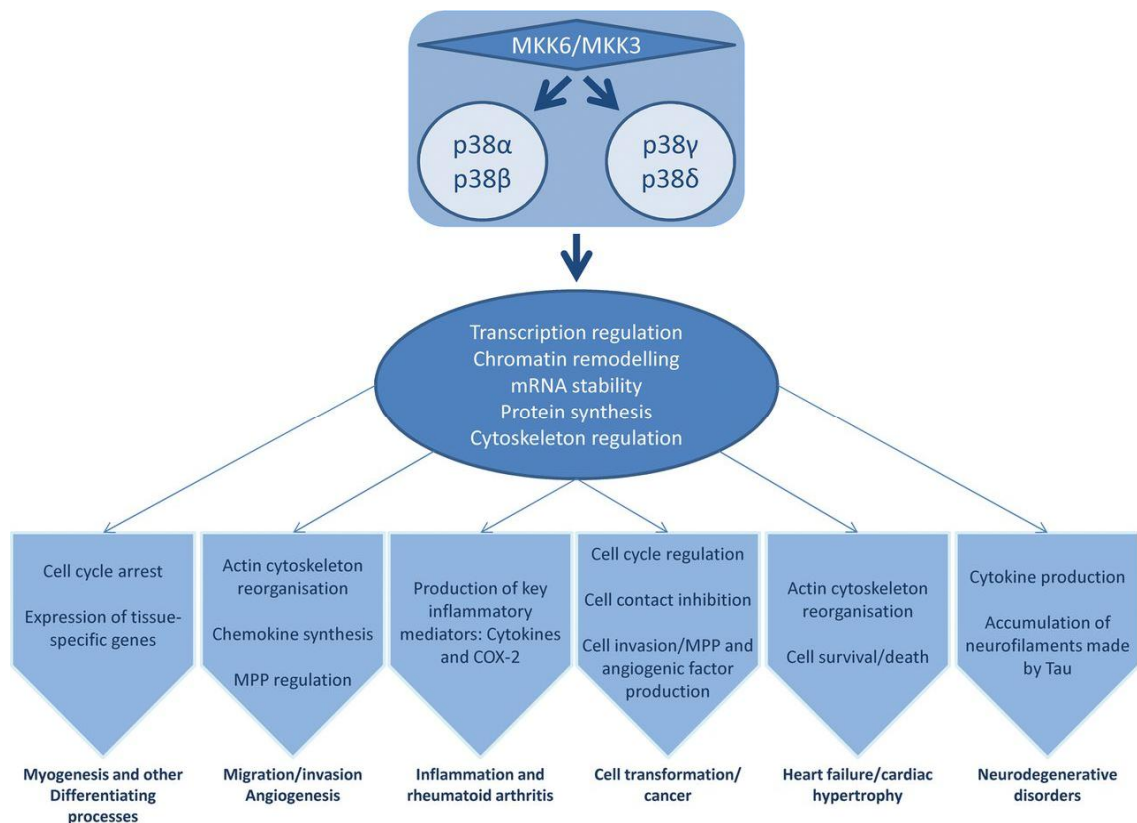 MKK6/MKK3
p38α
p38β
p38γ
p38δ
Transcription regulation
Chromatin remodelling
mRNA stability
Protein synthesis
Cytoskeleton regulation
Cell cycle arrest
Expression of tissue-
specific genes
Actin cytoskeleton
reorganisation
Chemokine synthesis
MPP regulation
Production of key
inflammatory
mediators: Cytokines
and COX-2
Cell cycle regulation
Cell contact inhibition
Cell invasion/MPP and
angiogenic factor
production
Actin cytoskeleton
reorganisation
Cell survival/death
Cytokine production
Accumulation of
neurofilaments made
by Tau
Myogenesis and other
Differentiating
processes
Migration/invasion
Angiogenesis
Inflammation and
rheumatoid arthritis
Cell transformation/
cancer
Heart failure/cardiac
hypertrophy
Neurodegenerative
disorders